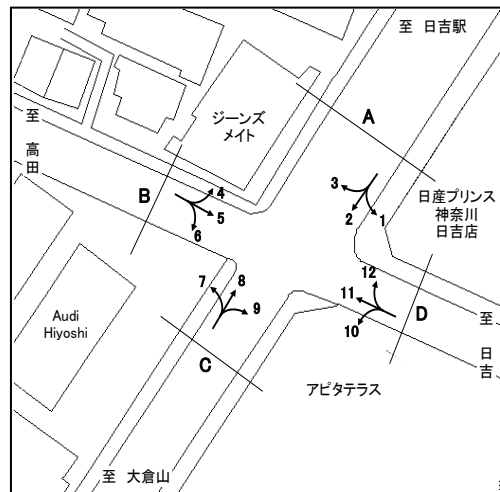 至 日吉駅
ジーンズ
メイト
A
至
高
田
日産プリンス
神奈川
日吉店
B
4
5
6
3
2
1
12
11
10
D
7
8
9
Audi
Hiyoshi
C
アピタテラス
至
日
吉
至 大倉山